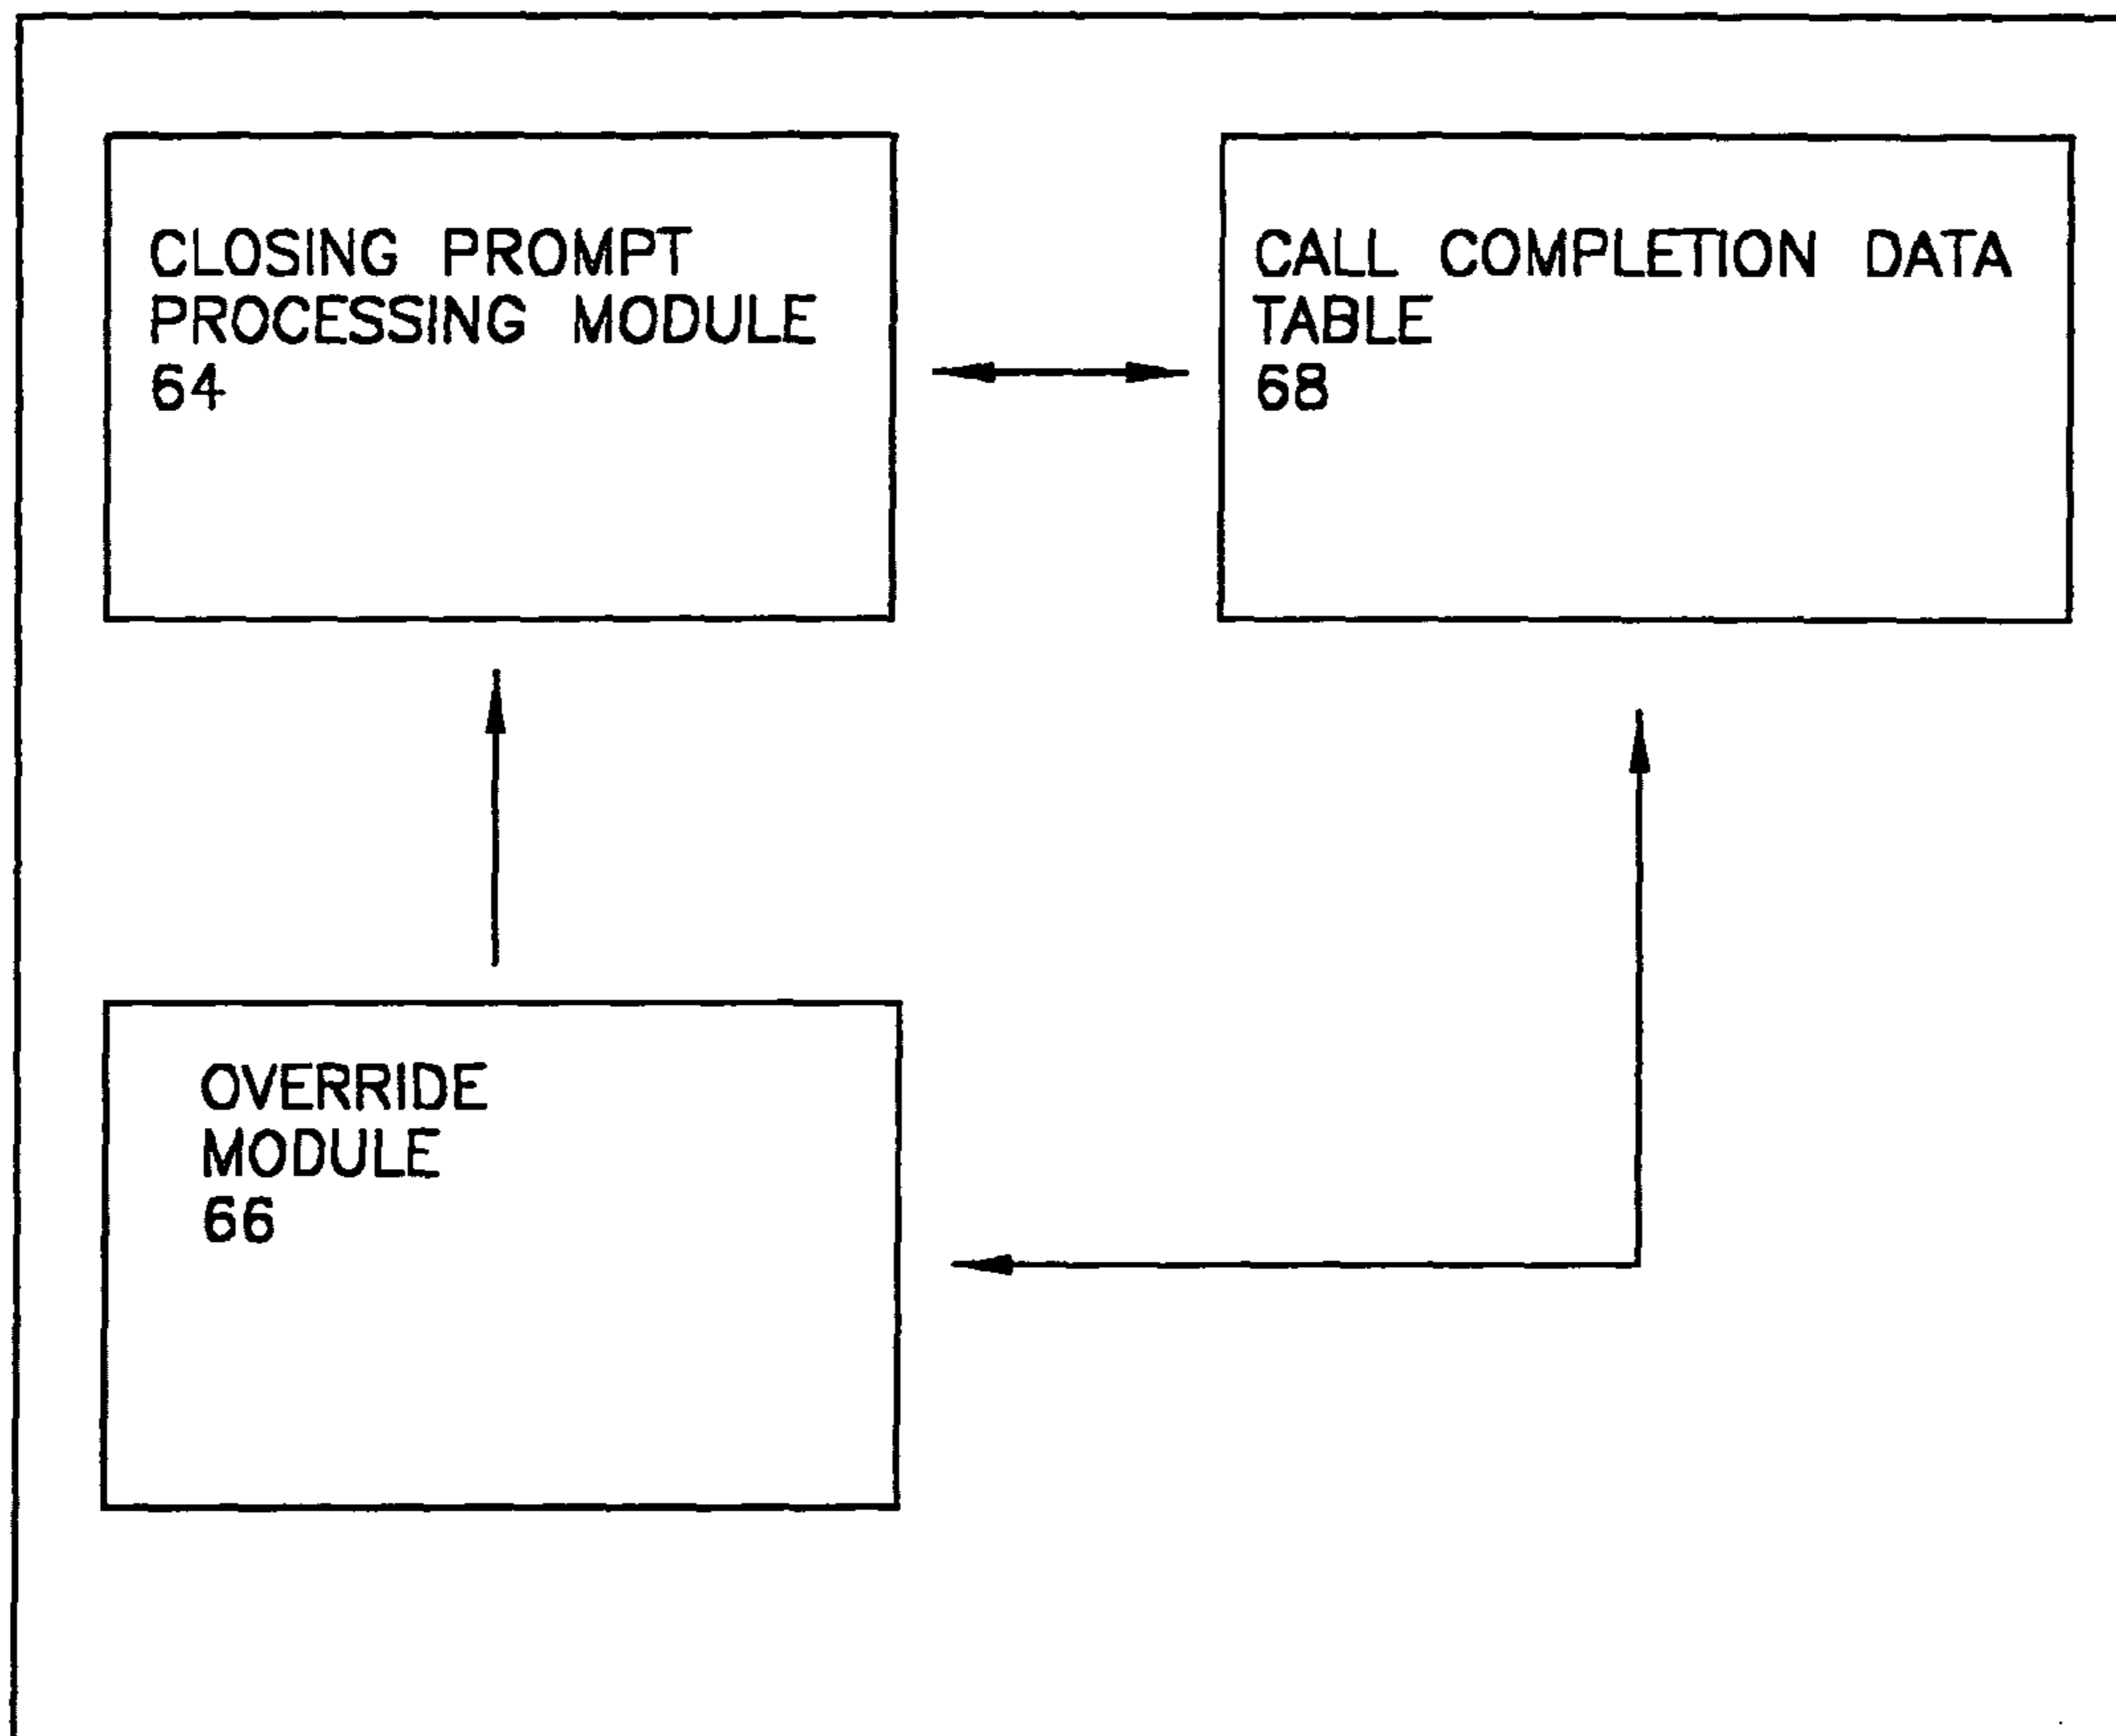 CLOSING PROMPT
PROCESSING MODULE
64
CALL COMPLETION DATA
TABLE
68
OVERRIDE
MODULE
66